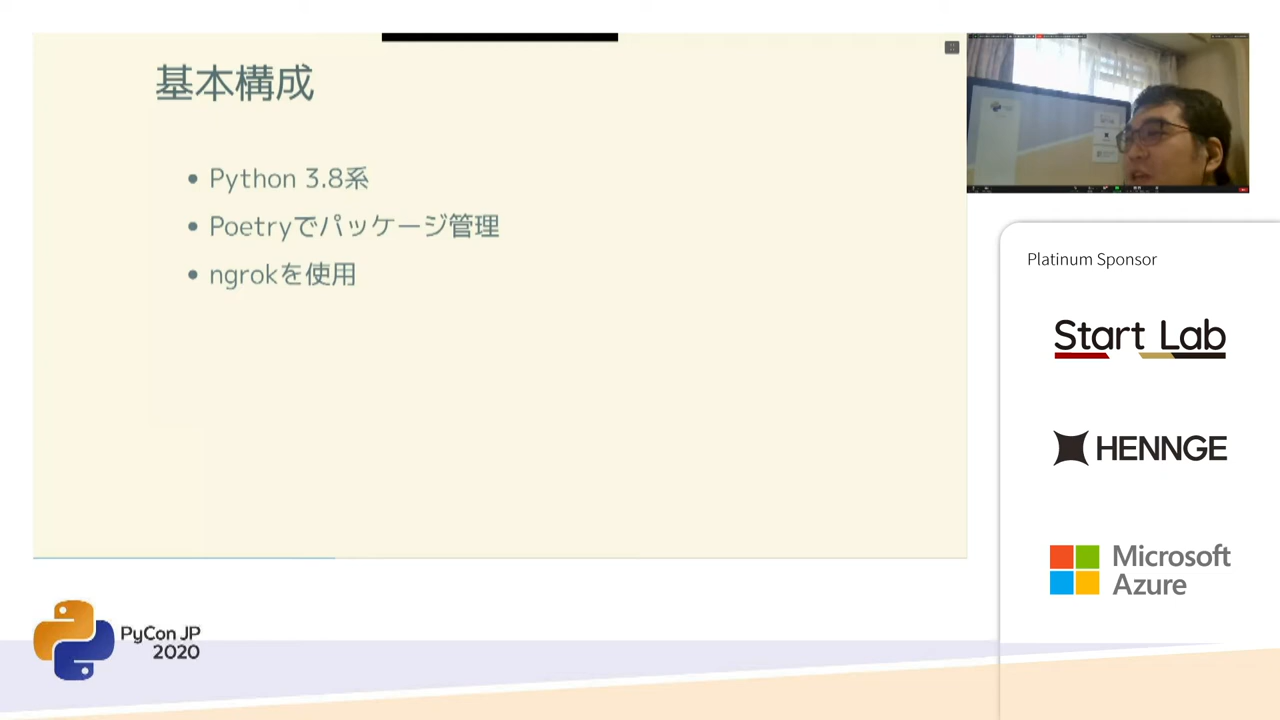 基本構成
Python 3.8系
Poetryでパッケージ管理
ngrokを使用
Platinum Sponsor
Start Lab
HENNGE
Microsoft
Azure
PyCon JP
2020